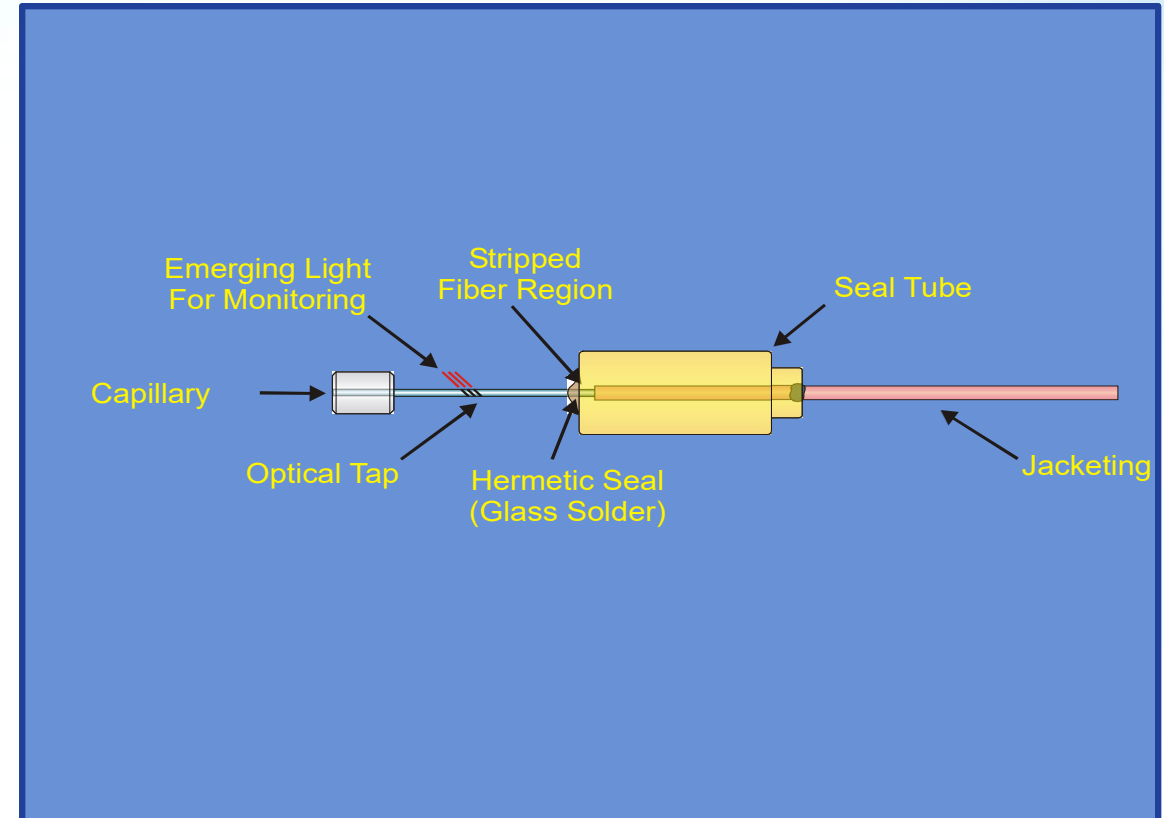 Emerging Light
For Monitoring
Stripped
Fiber Region
Seal Tube
Capillary
Optical Tap
Hermetic Seal
(Glass Solder)
Jacketing